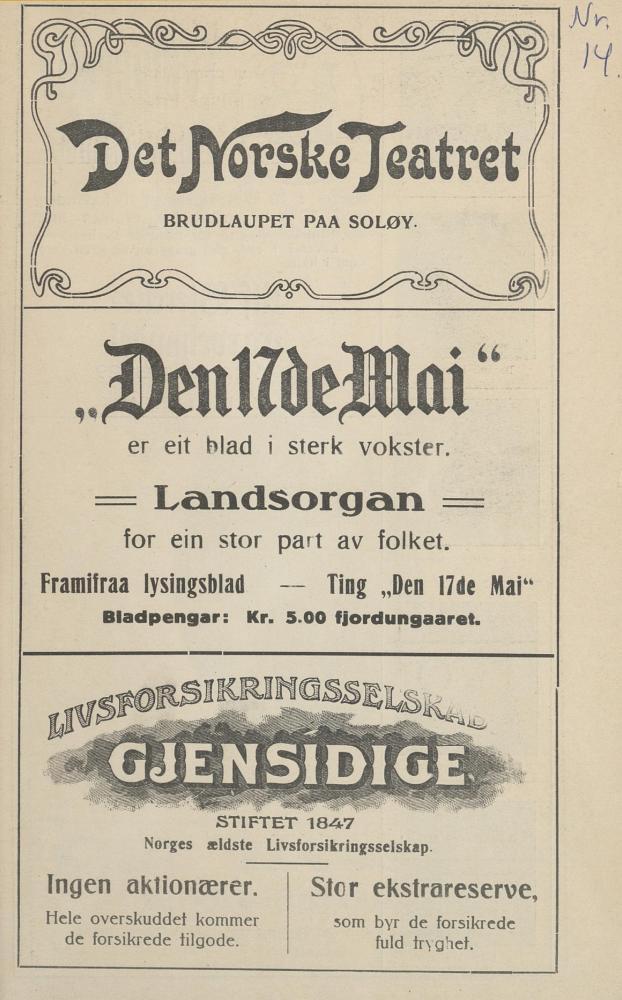 Nr.
14.
Det Norske Teatret
BRUDLAUPET PAA SOLØY.
„Den 17de Mai“
er eit blad i sterk vokster.
Landsorgan
for ein stor part av folket.
Framifraa lysingsblad — Ting „Den 17de Mai“
Bladpengar: Kr. 5.00 fjordungaaret.
LIVSFORSIKRINGSSELSKAB
GJENSIDIGE
STIFTET 1847
Norges ældste Livsforsikringsselskap.
Ingen aktionærer.
Hele overskuddet kommer
de forsikrede tilgode.
Stor ekstrareserve,
som byr de forsikrede
fuld tryghet.